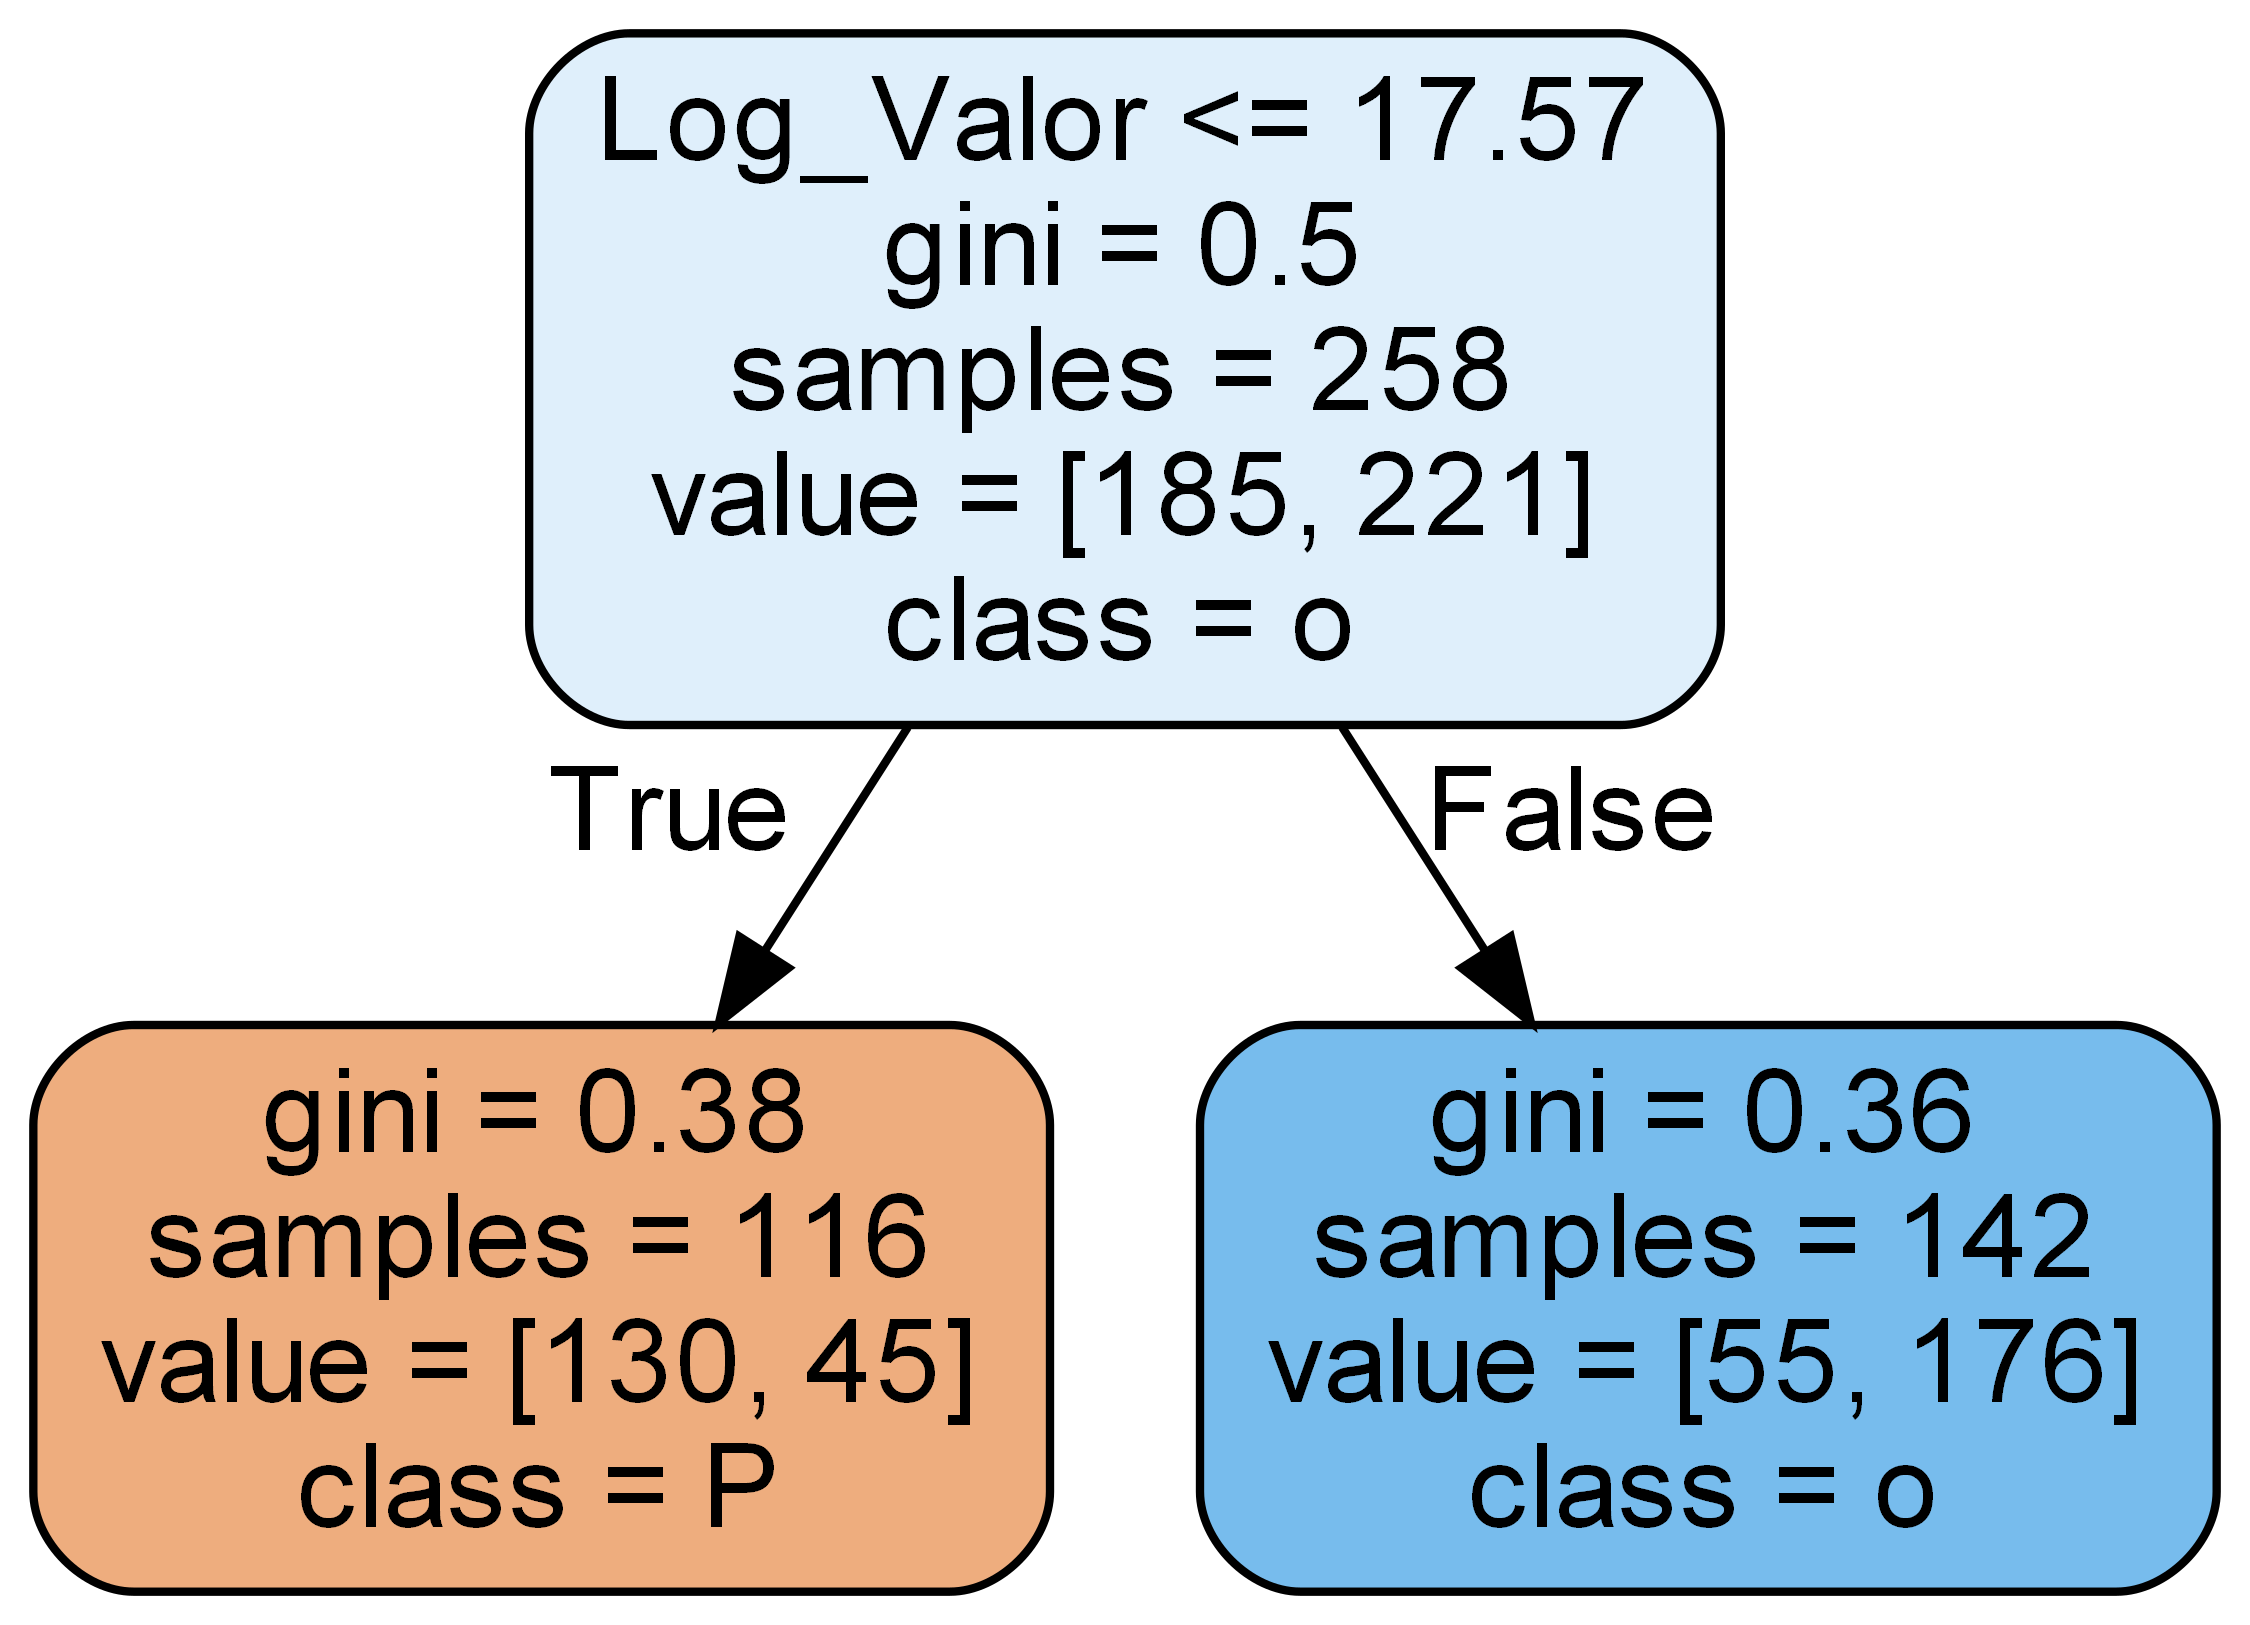 Log_Valor <= 17.57
gini = 0.5
samples = 258
value = [185, 221]
class = o
True
False
gini = 0.38
samples = 116
value = [130, 45]
class = P
gini = 0.36
samples = 142
value = [55, 176]
class = o